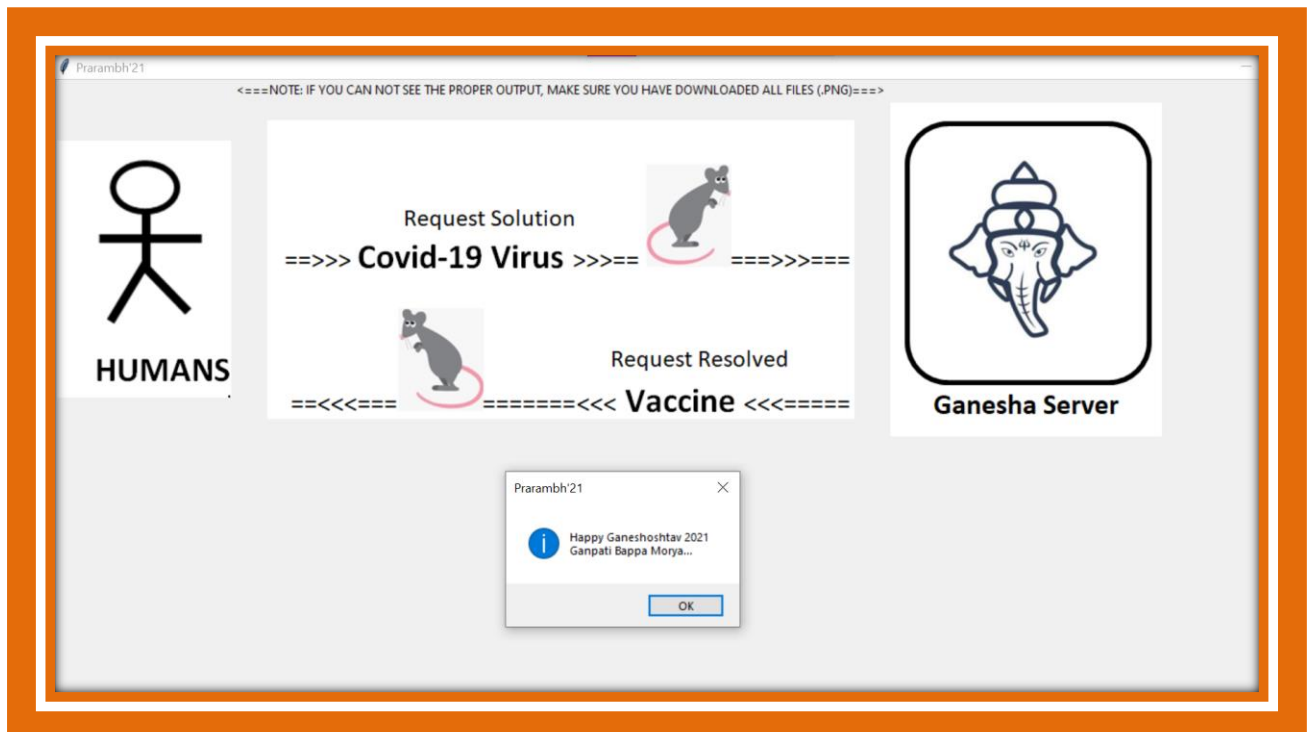 Prarambh'21
<===NOTE: IF YOU CAN NOT SEE THE PROPER OUTPUT, MAKE SURE YOU HAVE DOWNLOADED ALL FILES (.PNG)===>
HUMANS
Request Solution
==>>> Covid-19 Virus >>>== ===>>>===
Request Resolved
==<<<=== =======<<< Vaccine <<<=====
Ganesha Server
Prarambh'21
Happy Ganeshoshtav 2021
Ganpati Bappa Morya...
OK